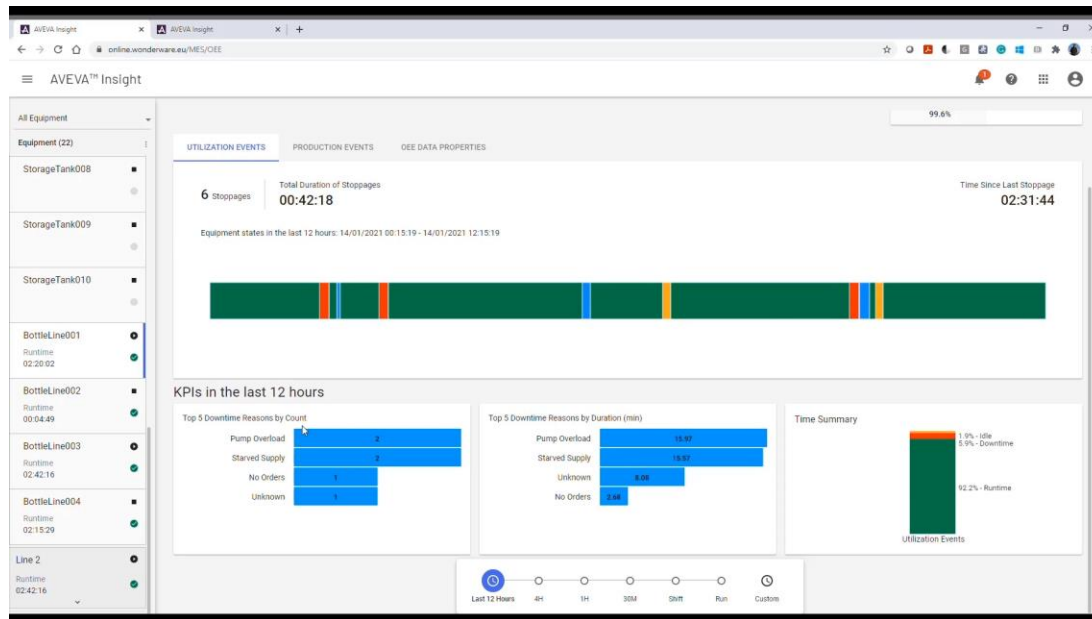 AVEVA Insight
AVEVA Insight
online.wonderware.eu/MES/OEE
AVEVA™ Insight
1
All Equipment
Equipment (22)
StorageTank008
StorageTank009
StorageTank010
BottleLine001
Runtime
02:20:02
BottleLine002
Runtime
00:04:49
BottleLine003
Runtime
02:42:16
BottleLine004
Runtime
02:15:29
Line 2
Runtime
02:42:16
99.6%
UTILIZATION EVENTS PRODUCTION EVENTS OEE DATA PROPERTIES
6 Stoppages
Total Duration of Stoppages
00:42:18
Time Since Last Stoppage
02:31:44
Equipment states in the last 12 hours: 14/01/2021 00:15:19 - 14/01/2021 12:15:19
KPIs in the last 12 hours
Top 5 Downtime Reasons by Count
Pump Overload 2
Starved Supply 2
No Orders 1
Unknown 1
Top 5 Downtime Reasons by Duration (min)
Pump Overload 15.97
Starved Supply
Unknown 8.08
No Orders 2.68
Time Summary
1.9% - Idle
5.9% - Downtime
92.2% - Runtime
Utilization Events
Last 12 Hours 4H 1H 30M Shift Run Custom